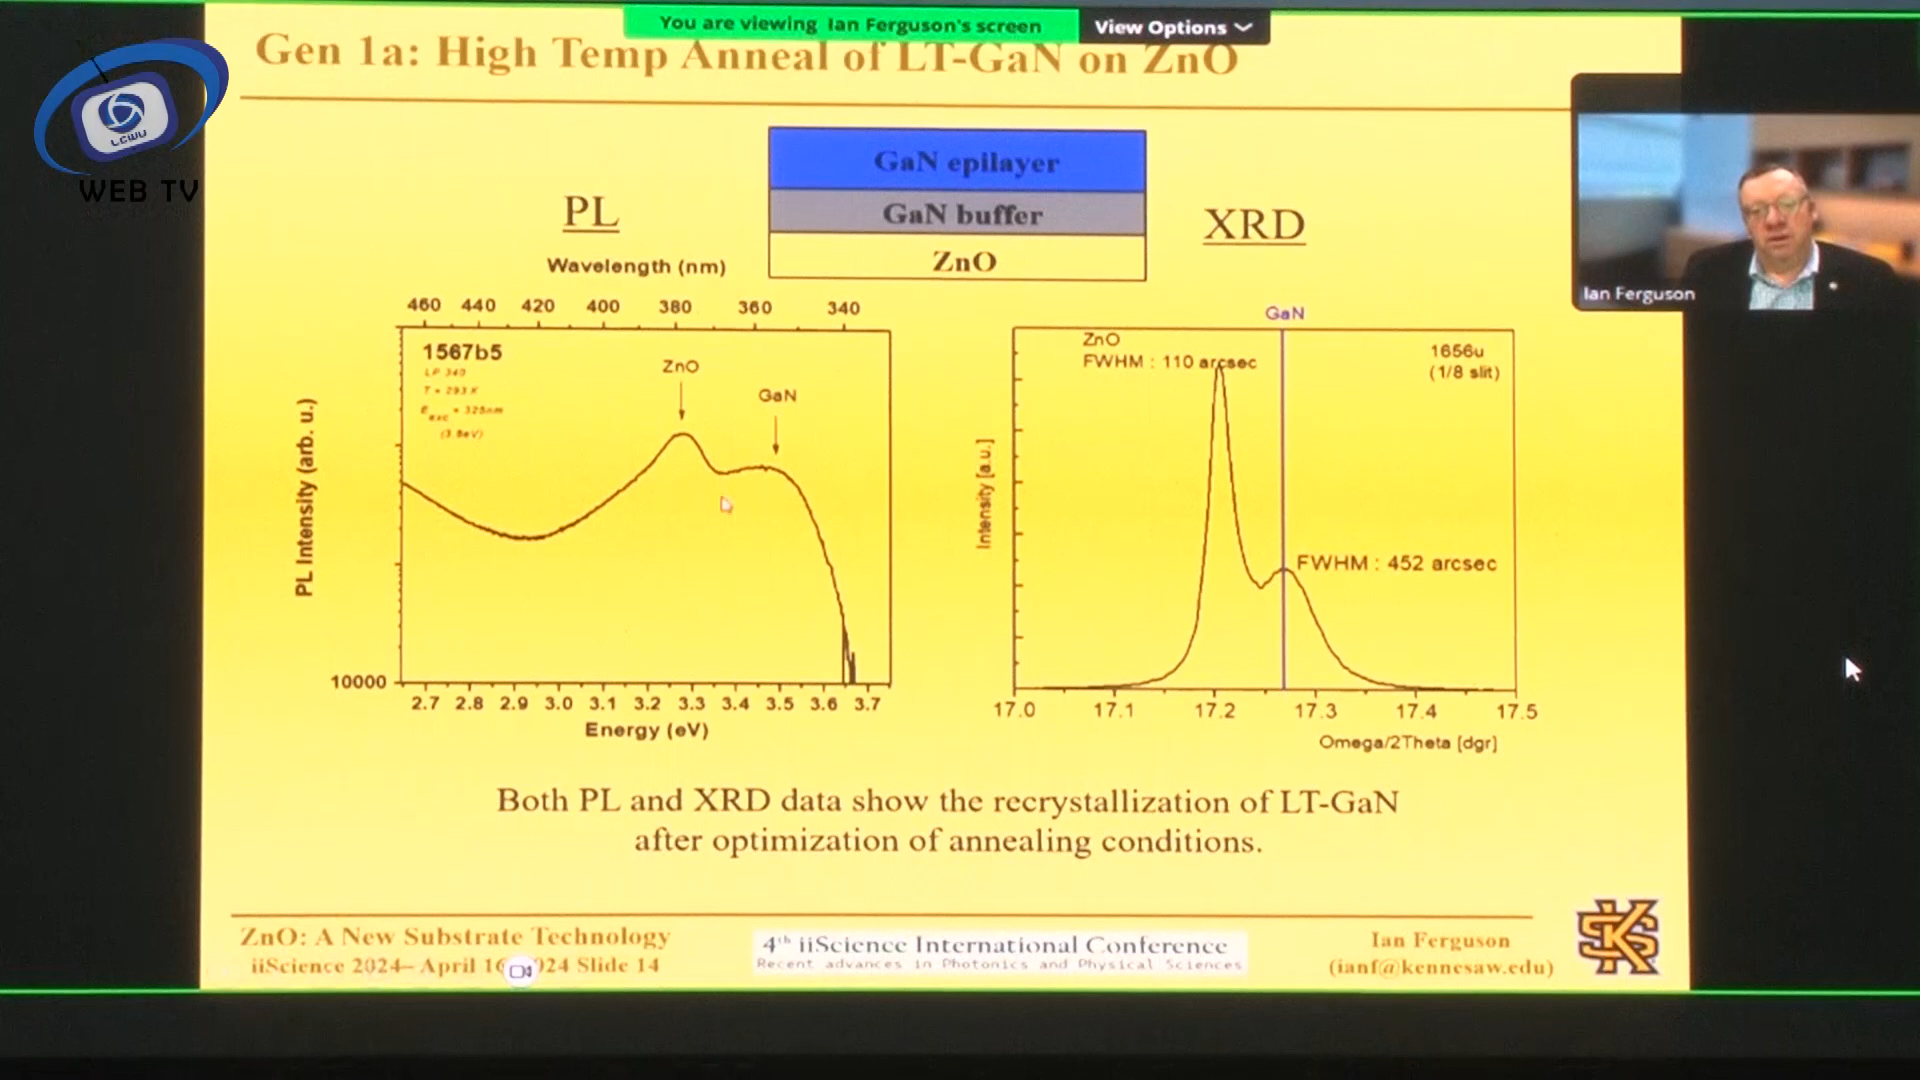 You are viewing Ian Ferguson's screen
View Options
Gen 1a: High Temp Anneal of LT-GaN on ZnO
LCWU
WEB TV
GaN epilayer
GaN buffer
ZnO
PL
XRD
Wavelength (nm)
460 440 420 400 380 360 340
1567b5
LP 340
T = 293 K
Eexc = 325nm
(3.8eV)
ZnO
GaN
PL Intensity (arb. u.)
10000
2.7 2.8 2.9 3.0 3.1 3.2 3.3 3.4 3.5 3.6 3.7
Energy (eV)
GaN
ZnO
FWHM : 110 arcsec
1656u
(1/8 slit)
Intensity [a.u.]
FWHM : 452 arcsec
17.0 17.1 17.2 17.3 17.4 17.5
Omega/2Theta [dgr]
Ian Ferguson
Both PL and XRD data show the recrystallization of LT-GaN
after optimization of annealing conditions.
ZnO: A New Substrate Technology
iiScience 2024– April 16 024 Slide 14
4th iiScience International Conference
Recent advances in Photonics and Physical Sciences
Ian Ferguson
(ianf@kennesaw.edu)
KS